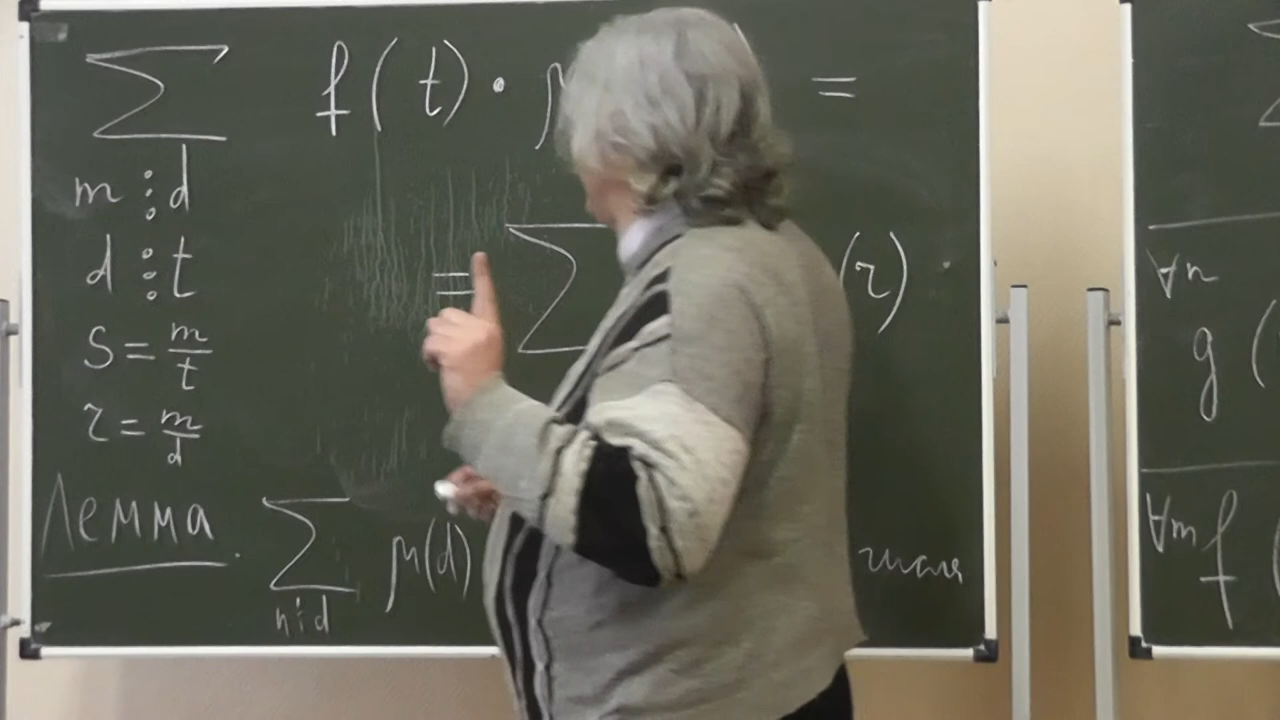 ∑ f(t) · μ =
m ⋮ d
d ⋮ t
= ∑ (r)
S = m/t
r = m/d
Лемма. ∑ μ(d)
n ⋮ d
∀n
g (
∀m f (